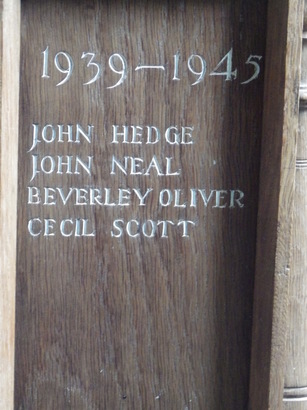 1939-1945
JOHN HEDGE
JOHN NEAL
BEVERLEY OLIVER
CECIL SCOTT